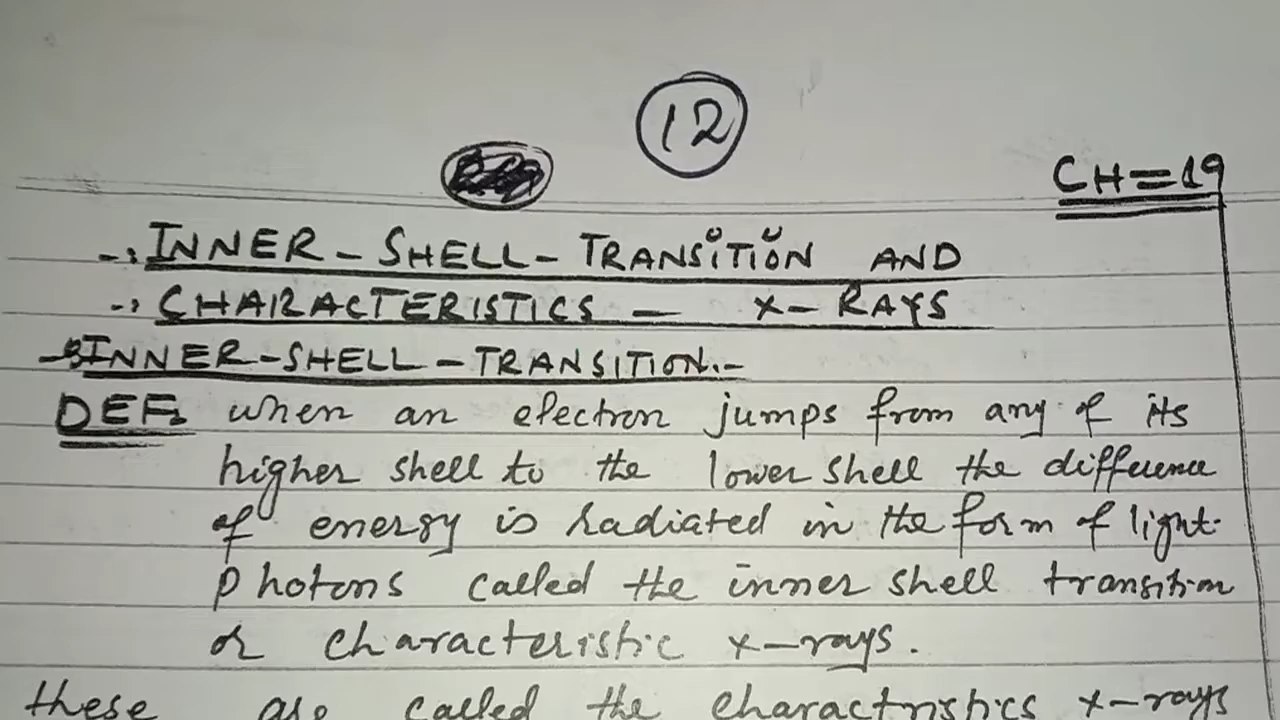 12
CH=19
INNER-SHELL-TRANSITION AND
CHARACTERISTICS - X-RAYS
INNER-SHELL-TRANSITION.-
DEF: when an electron jumps from any of its
higher shell to the lower shell the difference
of energy is radiated in the form of light
photons called the inner shell transition
or characteristic x-rays.
these are called the charactristics x-rays